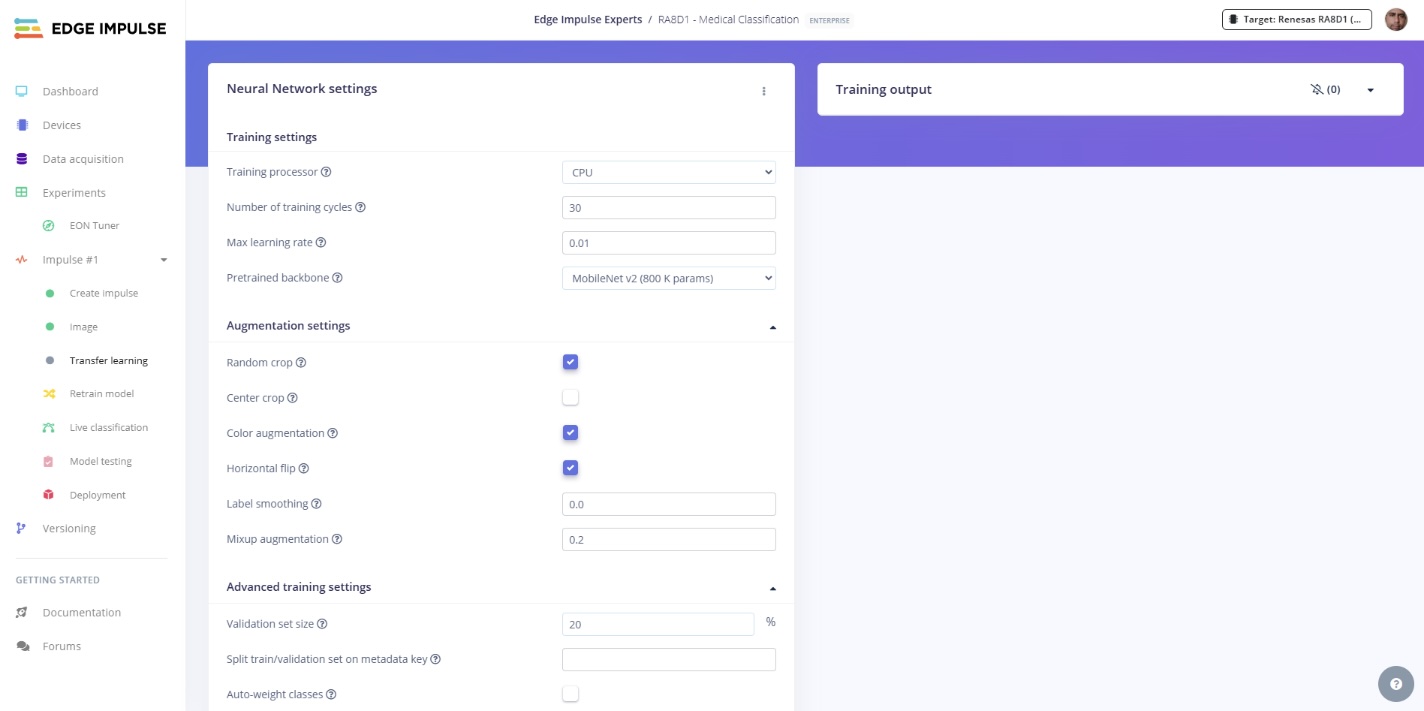 EDGE IMPULSE
Edge Impulse Experts / RA8D1 - Medical Classification ENTERPRISE
Target: Renesas RA8D1 (...
Dashboard
Devices
Data acquisition
Experiments
EON Tuner
Impulse #1
Create impulse
Image
Transfer learning
Retrain model
Live classification
Model testing
Deployment
Versioning
GETTING STARTED
Documentation
Forums
Neural Network settings
Training settings
Training processor CPU
Number of training cycles 30
Max learning rate 0.01
Pretrained backbone MobileNet v2 (800 K params)
Augmentation settings
Random crop
Center crop
Color augmentation
Horizontal flip
Label smoothing 0.0
Mixup augmentation 0.2
Advanced training settings
Validation set size 20 %
Split train/validation set on metadata key
Auto-weight classes
Training output (0)